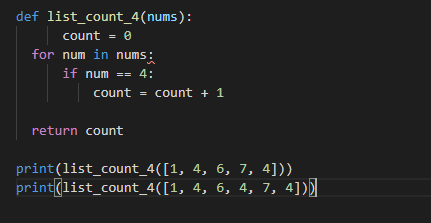 def list_count_4(nums):
        count = 0
    for num in nums:
        if num == 4:
            count = count + 1

    return count

print(list_count_4([1, 4, 6, 7, 4]))
print(list_count_4([1, 4, 6, 4, 7, 4]))